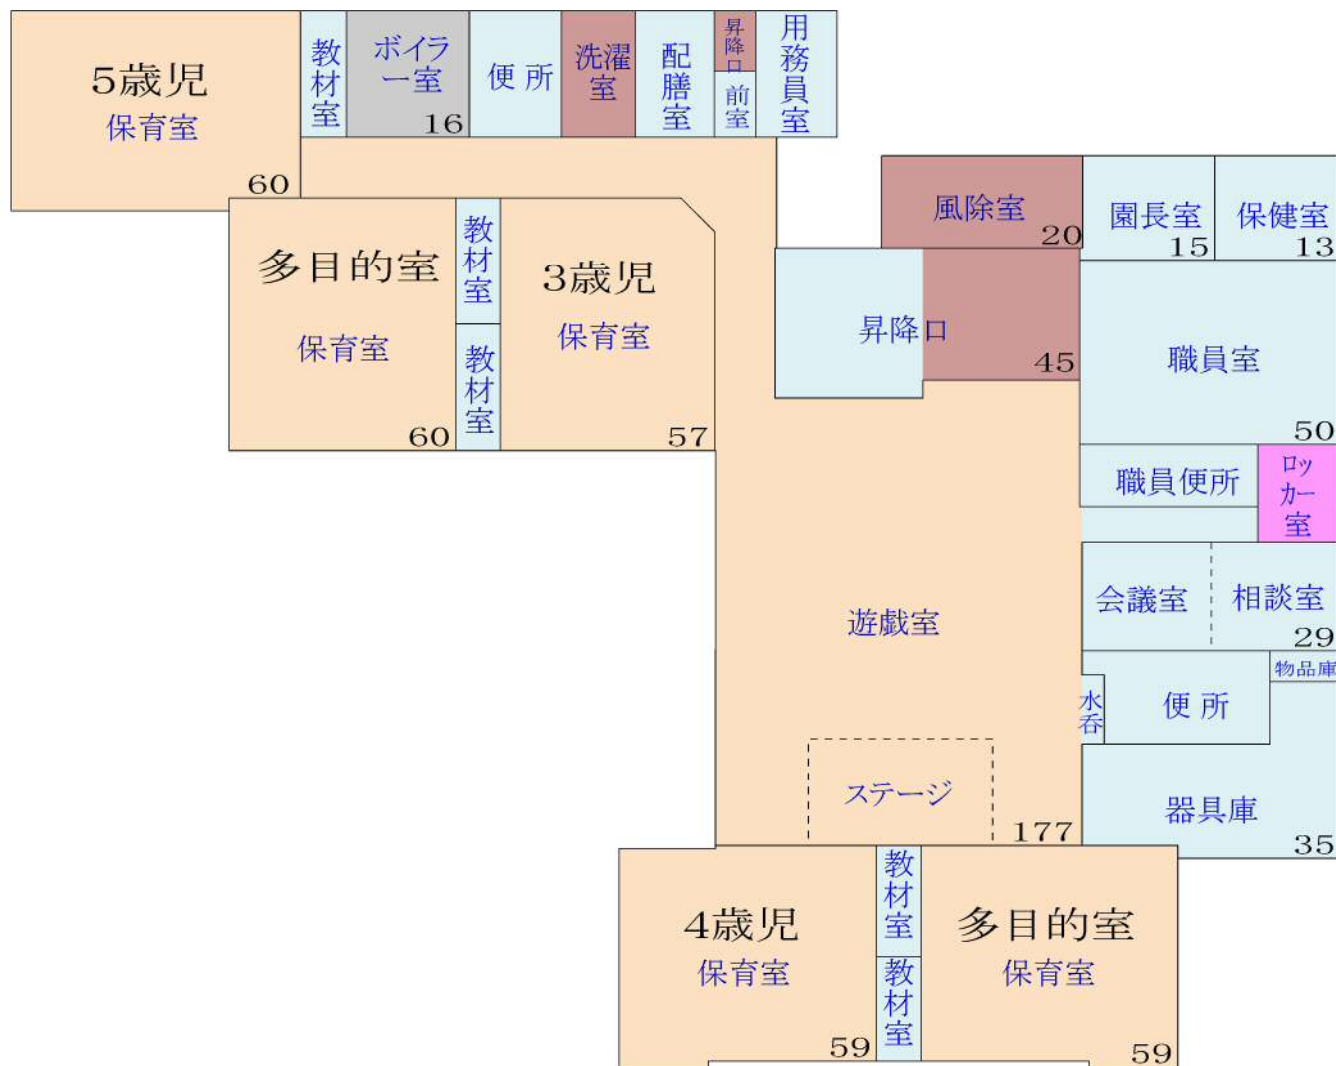 5歳児
保育室
60
教材室
ボイラ
ー室
16
便所
洗濯
室
配膳室
昇降口
前室
用務員室
風除室
20
園長室
15
保健室
13
多目的室
保育室
60
教材室
教材室
3歳児
保育室
57
昇降口
45
職員室
50
職員便所
ロッ
カー
室
会議室
相談室
29
遊戯室
物品庫
水呑
便所
ステージ
177
器具庫
35
4歳児
保育室
59
教材室
教材室
多目的室
保育室
59